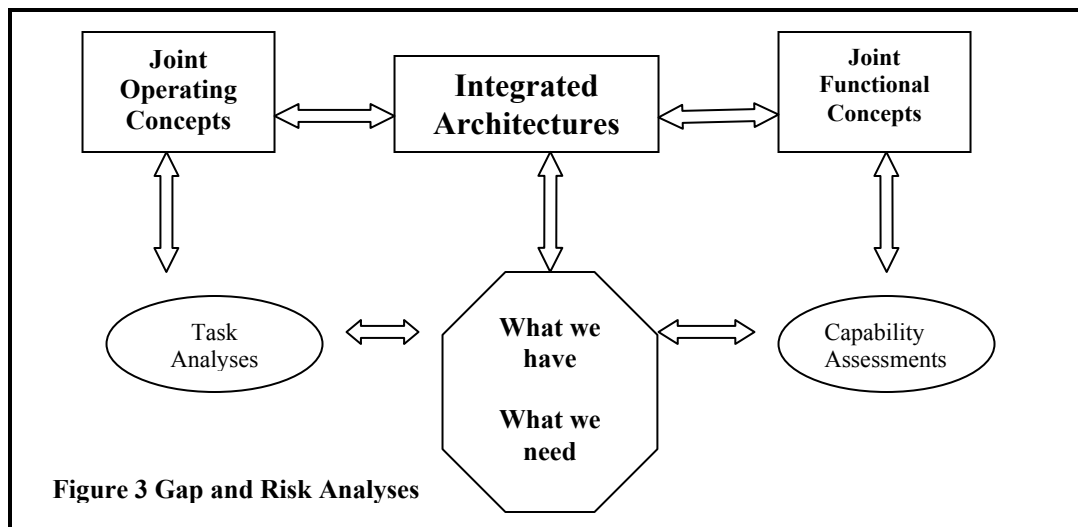 Joint
Operating
Concepts
Integrated
Architectures
Joint
Functional
Concepts
Task
Analyses
What we
have
What we
need
Capability
Assessments
Figure 3 Gap and Risk Analyses